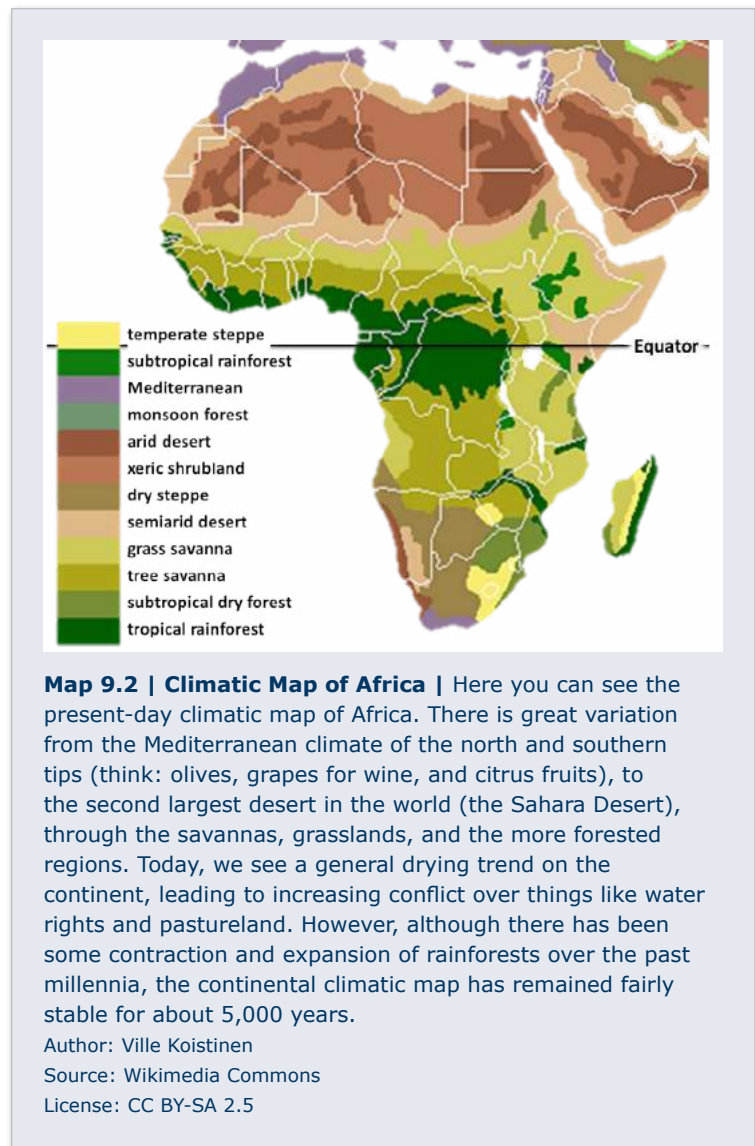 temperate steppe
subtropical rainforest
Mediterranean
monsoon forest
arid desert
xeric shrubland
dry steppe
semiarid desert
grass savanna
tree savanna
subtropical dry forest
tropical rainforest
Equator
Map 9.2 | Climatic Map of Africa | Here you can see the
present-day climatic map of Africa. There is great variation
from the Mediterranean climate of the north and southern
tips (think: olives, grapes for wine, and citrus fruits), to
the second largest desert in the world (the Sahara Desert),
through the savannas, grasslands, and the more forested
regions. Today, we see a general drying trend on the
continent, leading to increasing conflict over things like water
rights and pastureland. However, although there has been
some contraction and expansion of rainforests over the past
millennia, the continental climatic map has remained fairly
stable for about 5,000 years.
Author: Ville Koistinen
Source: Wikimedia Commons
License: CC BY-SA 2.5